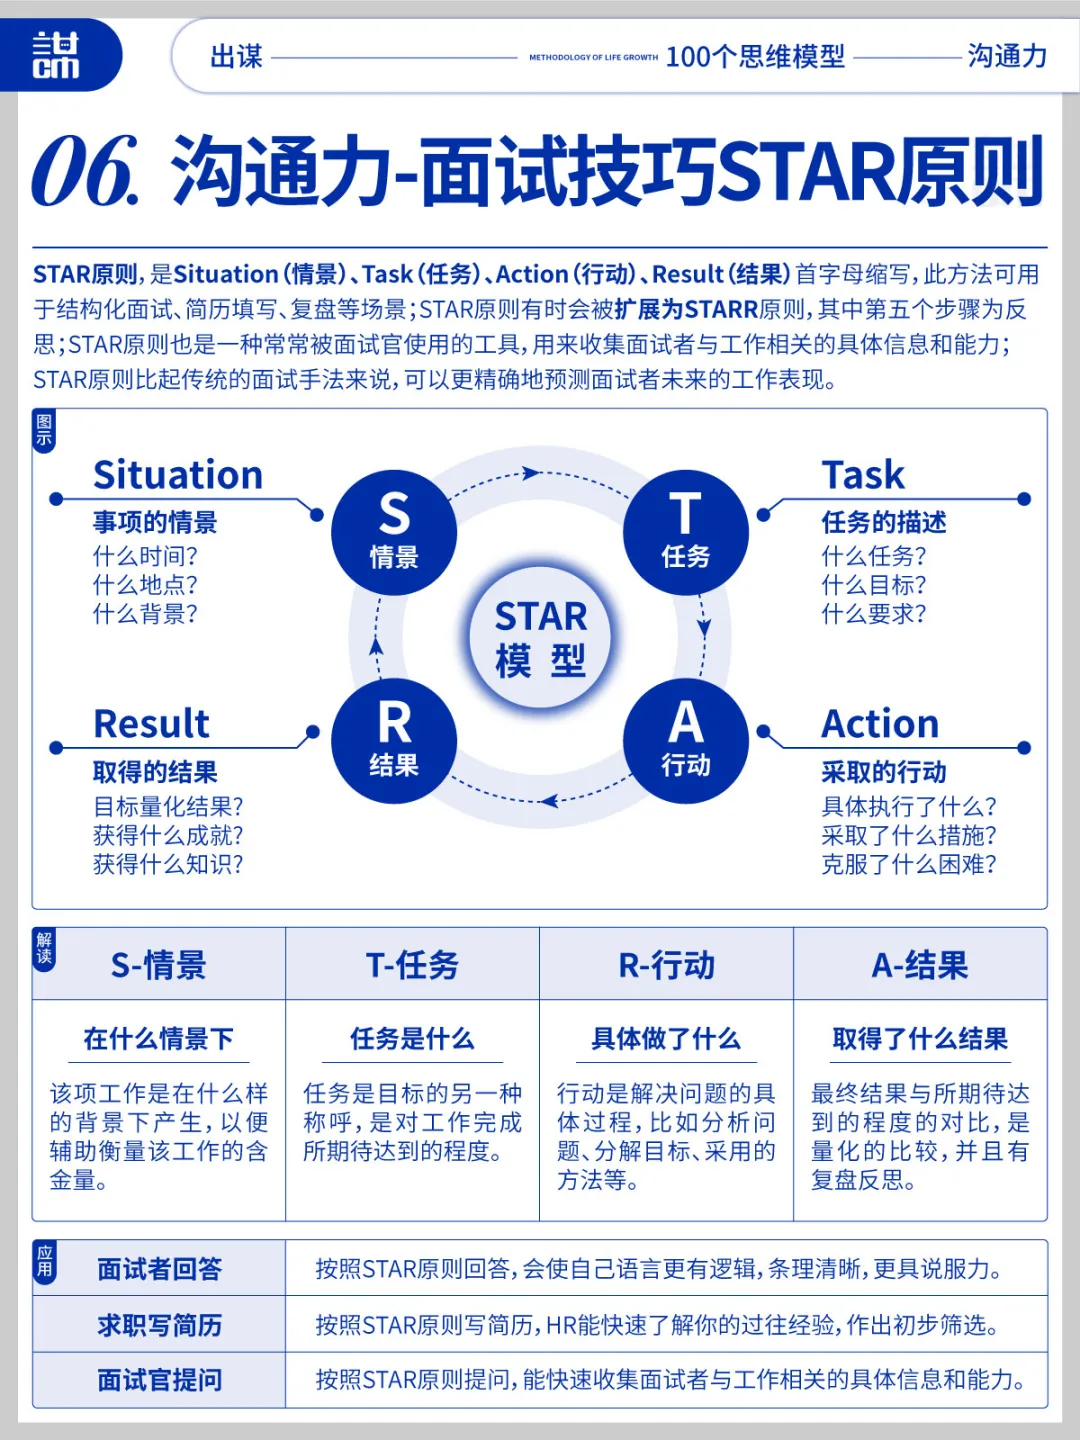 谋cm
出谋 METHODOLOGY OF LIFE GROWTH 100个思维模型 沟通力
06. 沟通力-面试技巧STAR原则
STAR原则，是Situation（情景）、Task（任务）、Action（行动）、Result（结果）首字母缩写，此方法可用
于结构化面试、简历填写、复盘等场景；STAR原则有时会被扩展为STARR原则，其中第五个步骤为反
思；STAR原则也是一种常常被面试官使用的工具，用来收集面试者与工作相关的具体信息和能力；
STAR原则比起传统的面试手法来说，可以更精确地预测面试者未来的工作表现。
图示
Situation
事项的情景
什么时间？
什么地点？
什么背景？
S
情景
T
任务
Task
任务的描述
什么任务？
什么目标？
什么要求？
STAR
模 型
Result
取得的结果
目标量化结果？
获得什么成就？
获得什么知识？
R
结果
A
行动
Action
采取的行动
具体执行了什么？
采取了什么措施？
克服了什么困难？
解读
S-情景
T-任务
R-行动
A-结果
在什么情景下
该项工作是在什么样
的背景下产生，以便
辅助衡量该工作的含
金量。
任务是什么
任务是目标的另一种
称呼，是对工作完成
所期待达到的程度。
具体做了什么
行动是解决问题的具
体过程，比如分析问
题、分解目标、采用的
方法等。
取得了什么结果
最终结果与所期待达
到的程度的对比，是
量化的比较，并且有
复盘反思。
应用
面试者回答 按照STAR原则回答，会使自己语言更有逻辑，条理清晰，更具说服力。
求职写简历 按照STAR原则写简历，HR能快速了解你的过往经验，作出初步筛选。
面试官提问 按照STAR原则提问，能快速收集面试者与工作相关的具体信息和能力。